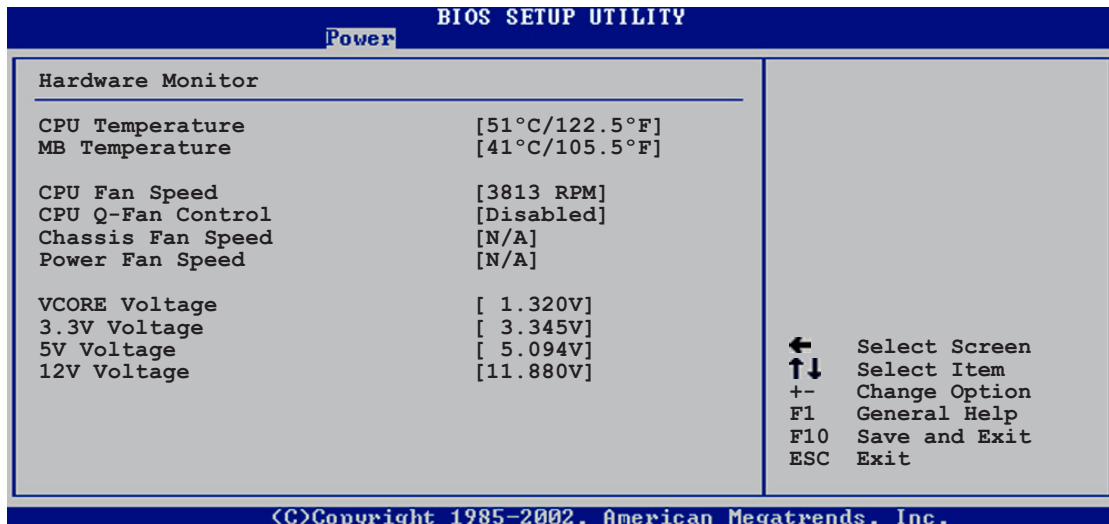 BIOS SETUP UTILITY
Power
Hardware Monitor
CPU Temperature [51°C/122.5°F]
MB Temperature [41°C/105.5°F]
CPU Fan Speed [3813 RPM]
CPU Q-Fan Control [Disabled]
Chassis Fan Speed [N/A]
Power Fan Speed [N/A]
VCORE Voltage [ 1.320V]
3.3V Voltage [ 3.345V]
5V Voltage [ 5.094V]
12V Voltage [11.880V]
← Select Screen
↑↓ Select Item
+- Change Option
F1 General Help
F10 Save and Exit
ESC Exit
(C)Copyright 1985-2002, American Megatrends, Inc.